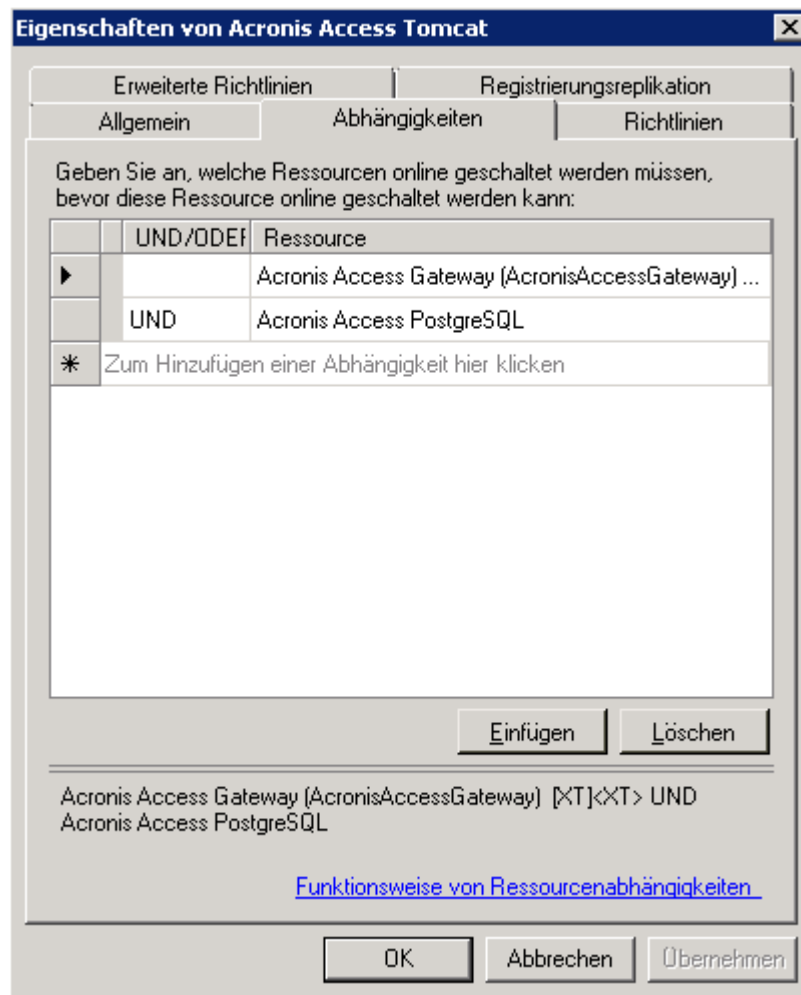 Eigenschaften von Acronis Access Tomcat
Erweiterte Richtlinien
Registrierungsreplikation
Allgemein
Abhängigkeiten
Richtlinien
Geben Sie an, welche Ressourcen online geschaltet werden müssen,
bevor diese Ressource online geschaltet werden kann:
UND/ODER Ressource
Acronis Access Gateway (AcronisAccessGateway) ...
UND Acronis Access PostgreSQL
Zum Hinzufügen einer Abhängigkeit hier klicken
Einfügen
Löschen
Acronis Access Gateway (AcronisAccessGateway) [XT]<XT> UND
Acronis Access PostgreSQL
Funktionsweise von Ressourcenabhängigkeiten
OK
Abbrechen
Übernehmen